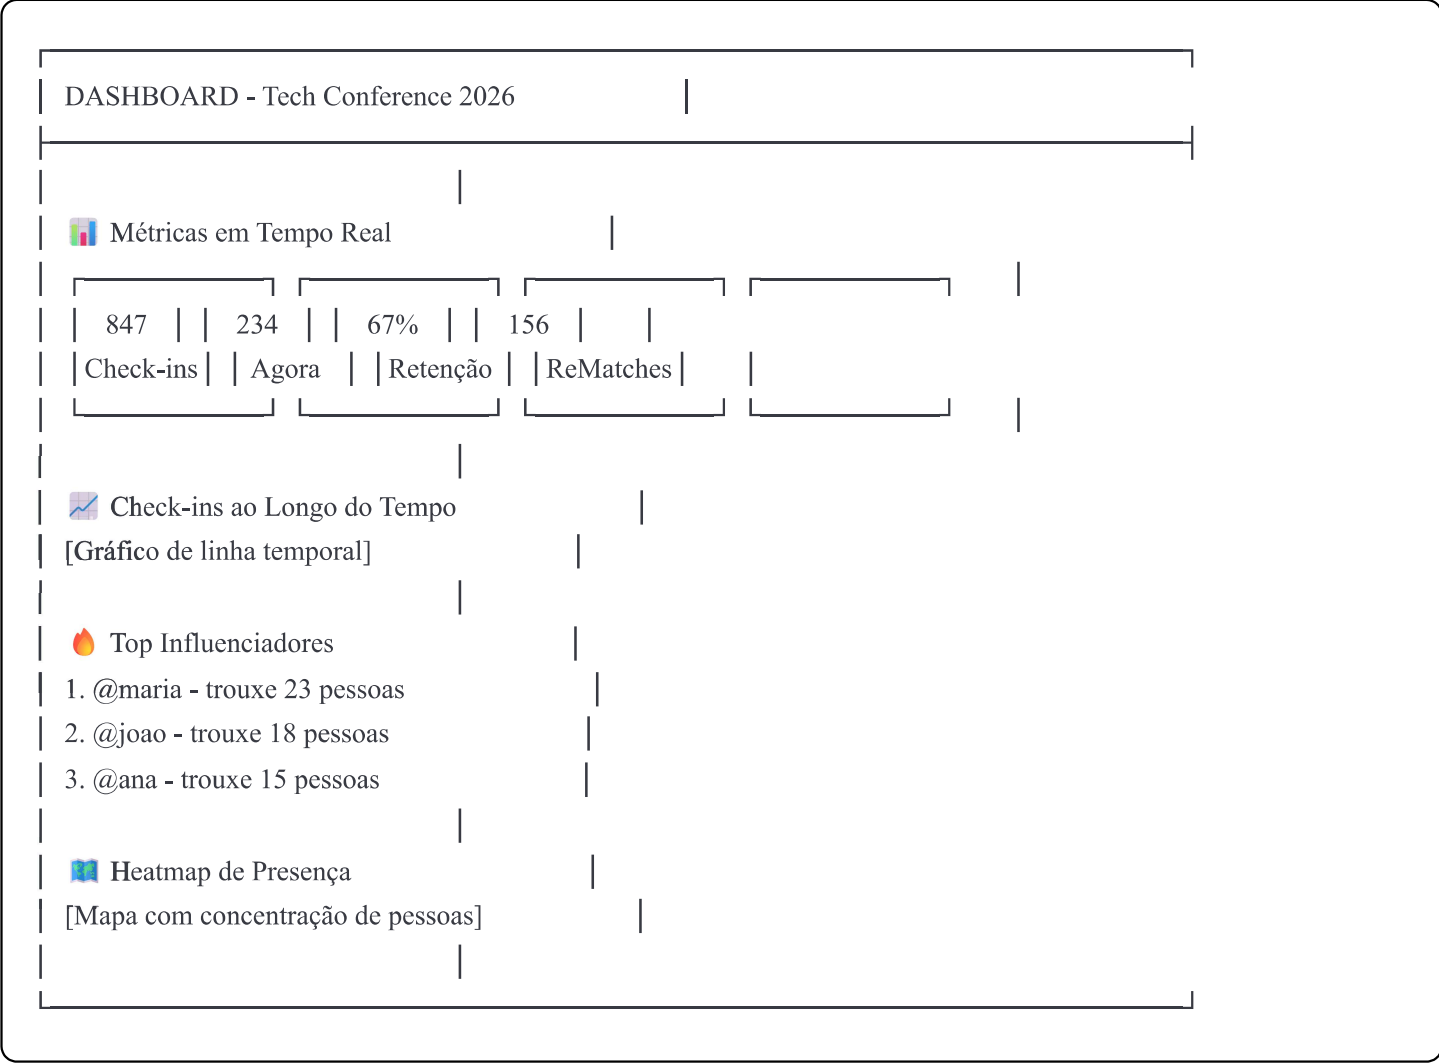 DASHBOARD - Tech Conference 2026
📊 Métricas em Tempo Real
847 234 67% 156
Check-ins Agora Retenção ReMatches
📈 Check-ins ao Longo do Tempo
[Gráfico de linha temporal]
🔥 Top Influenciadores
1. @maria - trouxe 23 pessoas
2. @joao - trouxe 18 pessoas
3. @ana - trouxe 15 pessoas
🗺️ Heatmap de Presença
[Mapa com concentração de pessoas]